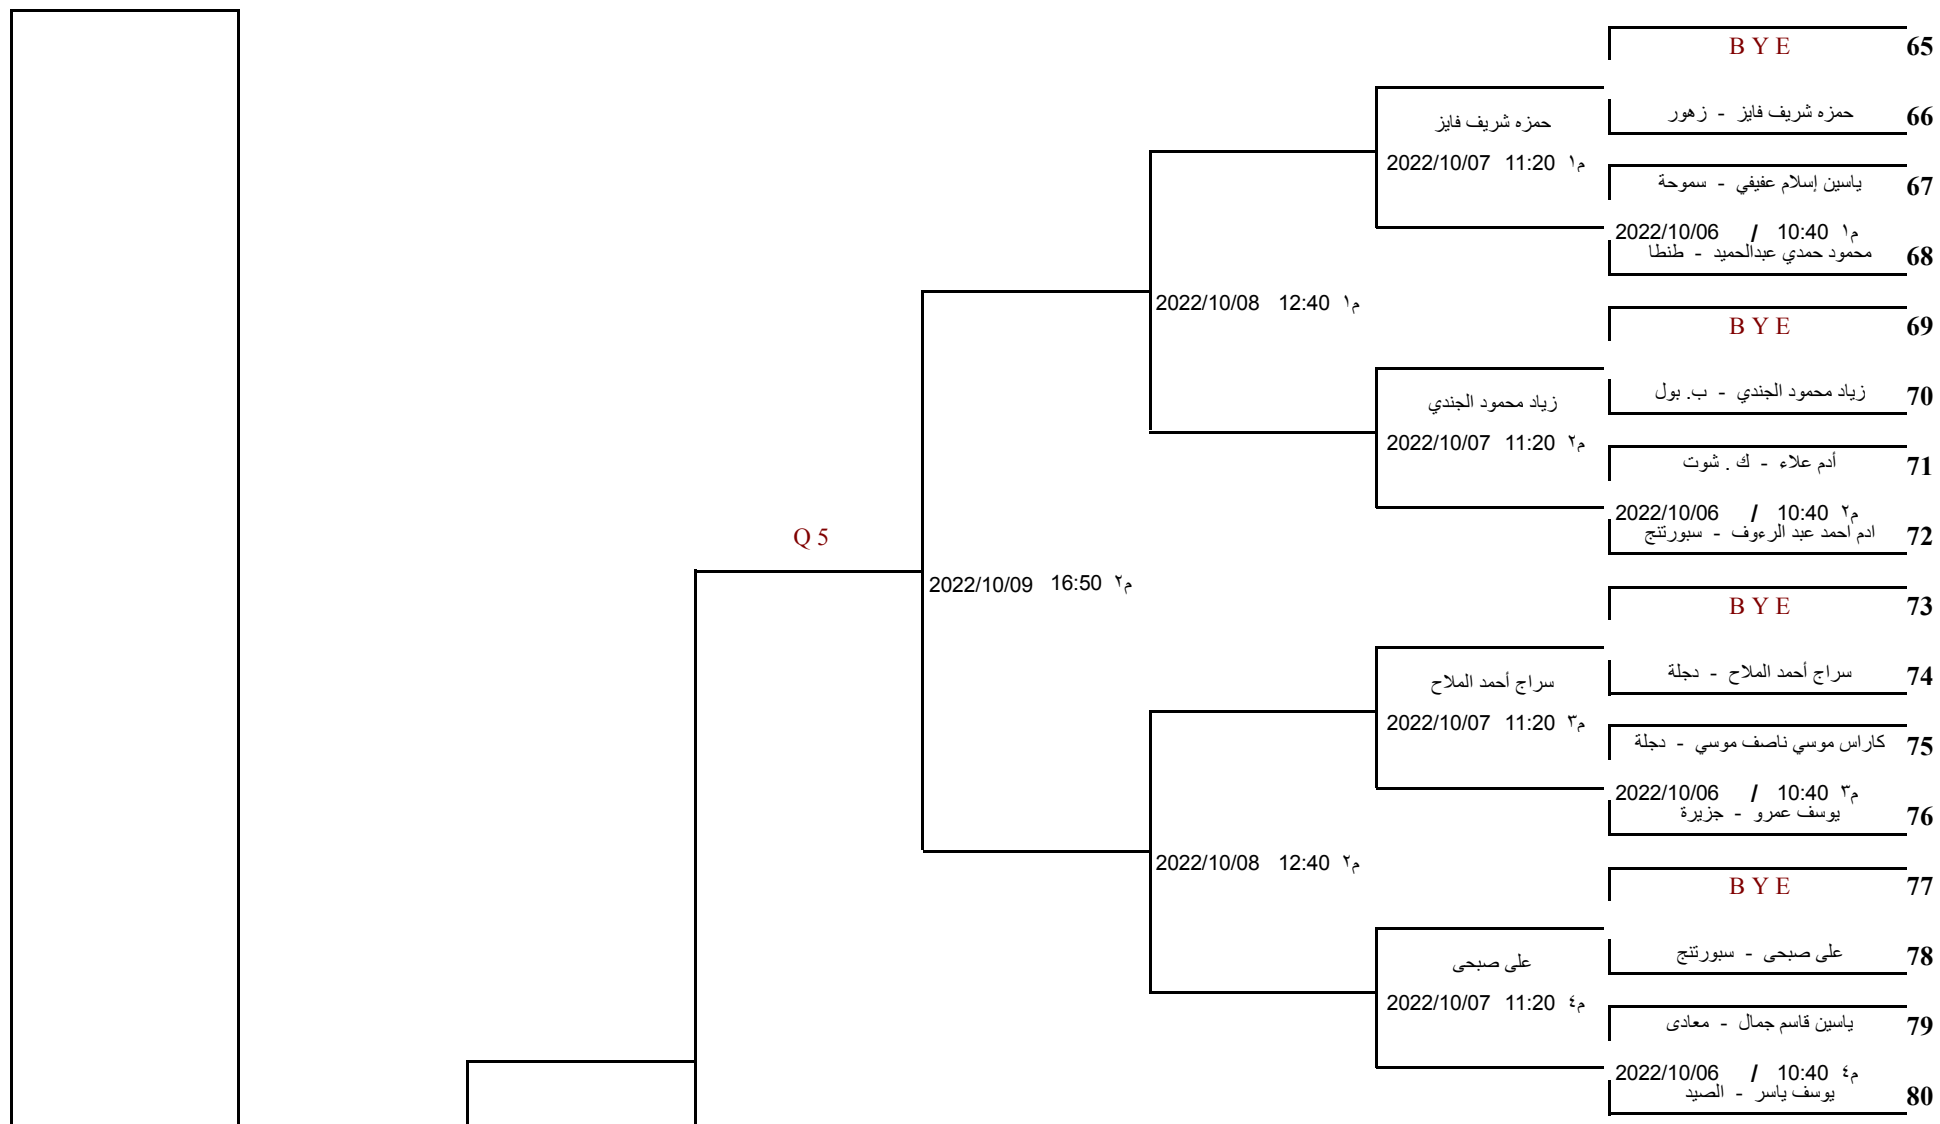 B Y E 65
حمزه شريف فايز - زهور 66
حمزه شريف فايز
2022/10/07 11:20 م١
ياسين إسلام عفيفي - سموحة 67
2022/10/06 / 10:40 م١
محمود حمدي عبدالحميد - طنطا 68
2022/10/08 12:40 م١
B Y E 69
زياد محمود الجندي - ب. بول 70
زياد محمود الجندي
2022/10/07 11:20 م٢
أدم علاء - ك . شوت 71
2022/10/06 / 10:40 م٢
ادم احمد عبد الرءوف - سبورتنج 72
Q 5
2022/10/09 16:50 م٢
B Y E 73
سراج أحمد الملاح - دجلة 74
سراج أحمد الملاح
2022/10/07 11:20 م٣
كاراس موسي ناصف موسي - دجلة 75
2022/10/06 / 10:40 م٣
يوسف عمرو - جزيرة 76
2022/10/08 12:40 م٢
B Y E 77
على صبحى - سبورتنج 78
على صبحى
2022/10/07 11:20 م٤
ياسين قاسم جمال - معادى 79
2022/10/06 / 10:40 م٤
يوسف ياسر - الصيد 80